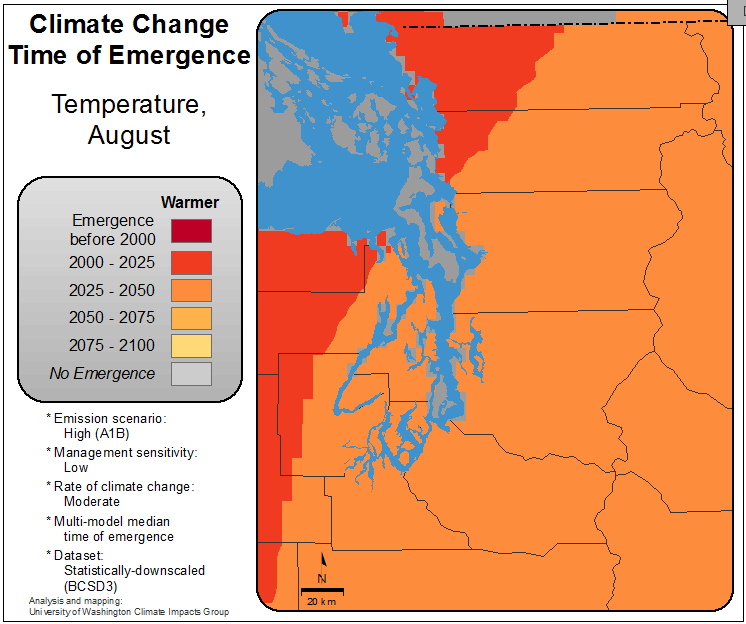 Climate Change
Time of Emergence
Temperature,
August
Warmer
Emergence
before 2000
2000 - 2025
2025 - 2050
2050 - 2075
2075 - 2100
No Emergence
* Emission scenario:
High (A1B)
* Management sensitivity:
Low
* Rate of climate change:
Moderate
* Multi-model median
time of emergence
* Dataset:
Statistically-downscaled
(BCSD3)
Analysis and mapping:
University of Washington Climate Impacts Group
N
20 km